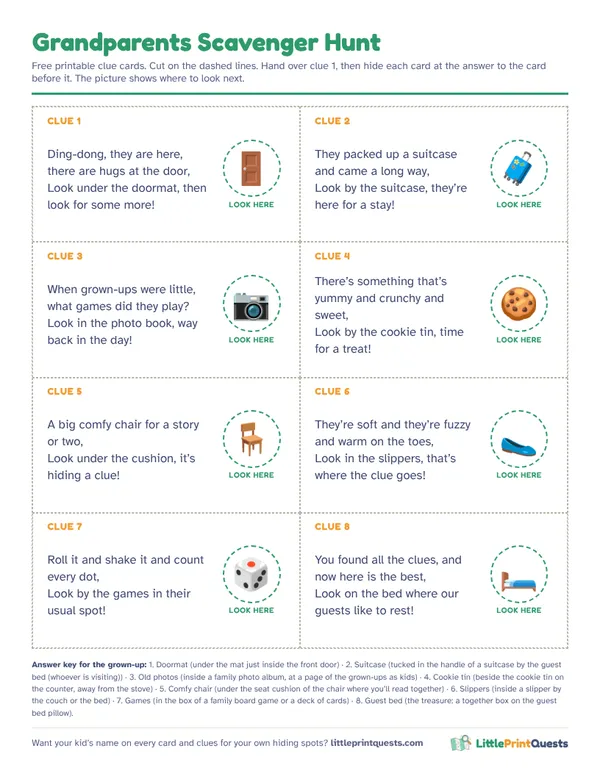 Grandparents Scavenger Hunt
Free printable clue cards. Cut on the dashed lines. Hand over clue 1, then hide each card at the answer to the card
before it. The picture shows where to look next.
CLUE 1
Ding-dong, they are here,
there are hugs at the door,
Look under the doormat, then
look for some more!
LOOK HERE
CLUE 2
They packed up a suitcase
and came a long way,
Look by the suitcase, they're
here for a stay!
LOOK HERE
CLUE 3
When grown-ups were little,
what games did they play?
Look in the photo book, way
back in the day!
LOOK HERE
CLUE 4
There's something that's
yummy and crunchy and
sweet,
Look by the cookie tin, time
for a treat!
LOOK HERE
CLUE 5
A big comfy chair for a story
or two,
Look under the cushion, it's
hiding a clue!
LOOK HERE
CLUE 6
They're soft and they're fuzzy
and warm on the toes,
Look in the slippers, that's
where the clue goes!
LOOK HERE
CLUE 7
Roll it and shake it and count
every dot,
Look by the games in their
usual spot!
LOOK HERE
CLUE 8
You found all the clues, and
now here is the best,
Look on the bed where our
guests like to rest!
LOOK HERE
Answer key for the grown-up: 1. Doormat (under the mat just inside the front door) · 2. Suitcase (tucked in the handle of a suitcase by the guest
bed (whoever is visiting)) · 3. Old photos (inside a family photo album, at a page of the grown-ups as kids) · 4. Cookie tin (beside the cookie tin on
the counter, away from the stove) · 5. Comfy chair (under the seat cushion of the chair where you'll read together) · 6. Slippers (inside a slipper by
the couch or the bed) · 7. Games (in the box of a family board game or a deck of cards) · 8. Guest bed (the treasure: a together box on the guest
bed pillow).
Want your kid's name on every card and clues for your own hiding spots? littleprintquests.com
LittlePrintQuests